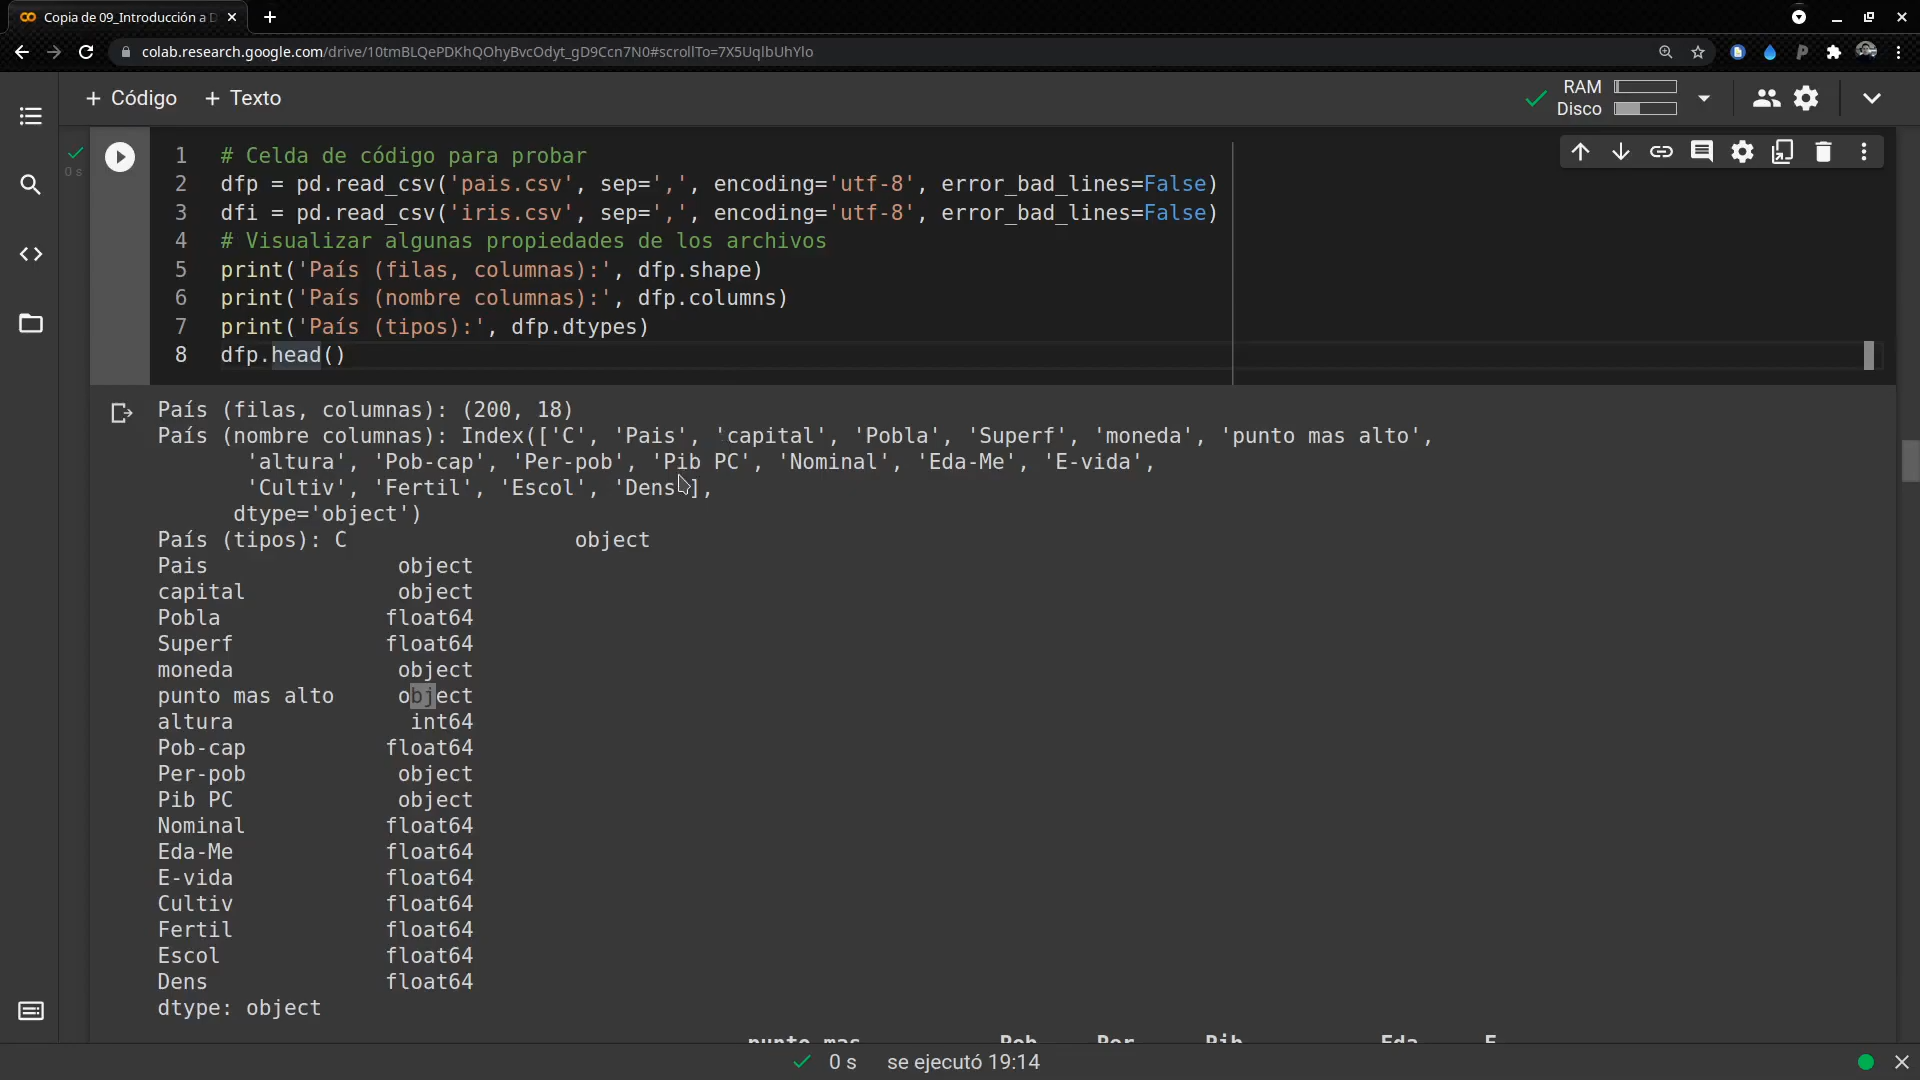 Copia de 09_Introducción a D
colab.research.google.com/drive/10tmBLQePDKhQOhyBvcOdyt_gD9Ccn7N0#scrollTo=7X5UqlbUhYlo
+ Código + Texto
RAM
Disco
0 s
1 # Celda de código para probar
2 dfp = pd.read_csv('pais.csv', sep=',', encoding='utf-8', error_bad_lines=False)
3 dfi = pd.read_csv('iris.csv', sep=',', encoding='utf-8', error_bad_lines=False)
4 # Visualizar algunas propiedades de los archivos
5 print('País (filas, columnas):', dfp.shape)
6 print('País (nombre columnas):', dfp.columns)
7 print('País (tipos):', dfp.dtypes)
8 dfp.head()
País (filas, columnas): (200, 18)
País (nombre columnas): Index(['C', 'Pais', 'capital', 'Pobla', 'Superf', 'moneda', 'punto mas alto',
'altura', 'Pob-cap', 'Per-pob', 'Pib PC', 'Nominal', 'Eda-Me', 'E-vida',
'Cultiv', 'Fertil', 'Escol', 'Dens'],
dtype='object')
País (tipos): C object
Pais object
capital object
Pobla float64
Superf float64
moneda object
punto mas alto object
altura int64
Pob-cap float64
Per-pob object
Pib PC object
Nominal float64
Eda-Me float64
E-vida float64
Cultiv float64
Fertil float64
Escol float64
Dens float64
dtype: object
punto mas Pob Per Pib Eda E
0 s se ejecutó 19:14